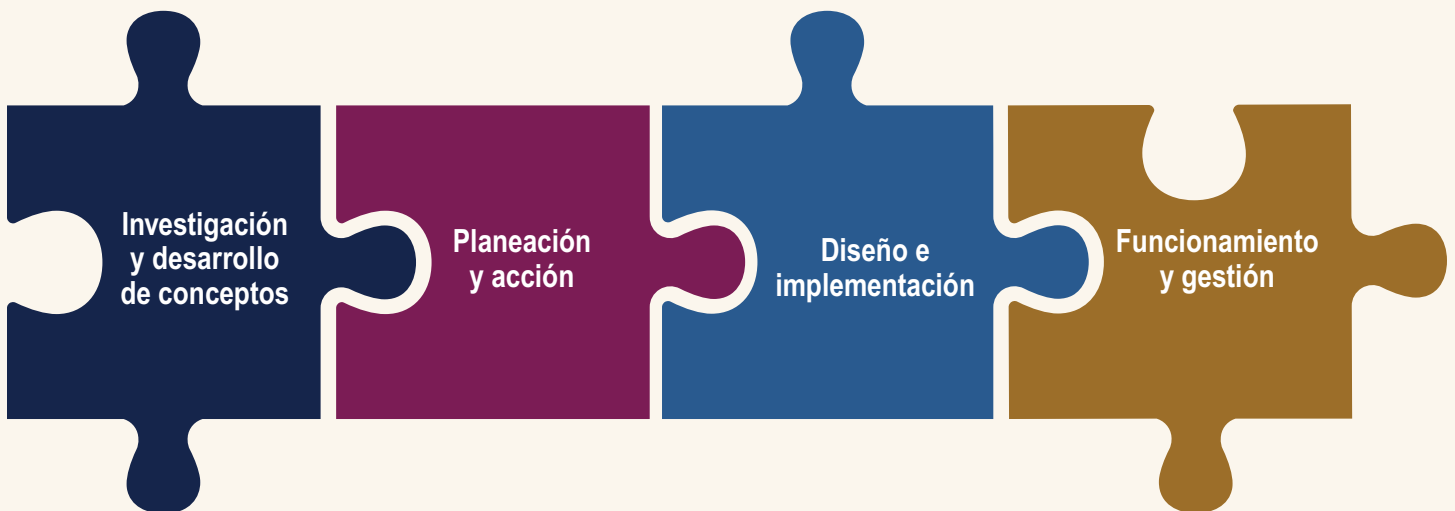 Investigación
y desarrollo
de conceptos
Planeación
y acción
Diseño e
implementación
Funcionamiento
y gestión